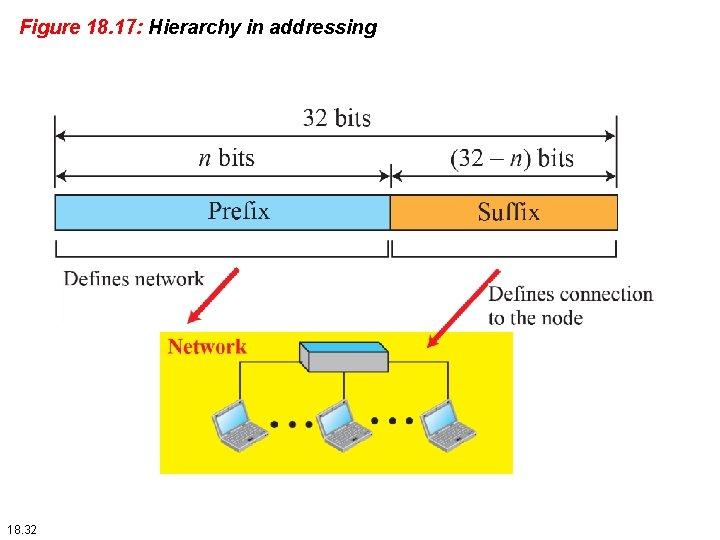 Figure 18.17: Hierarchy in addressing
32 bits
n bits
(32 – n) bits
Prefix
Suffix
Defines network
Defines connection
to the node
Network
18.32